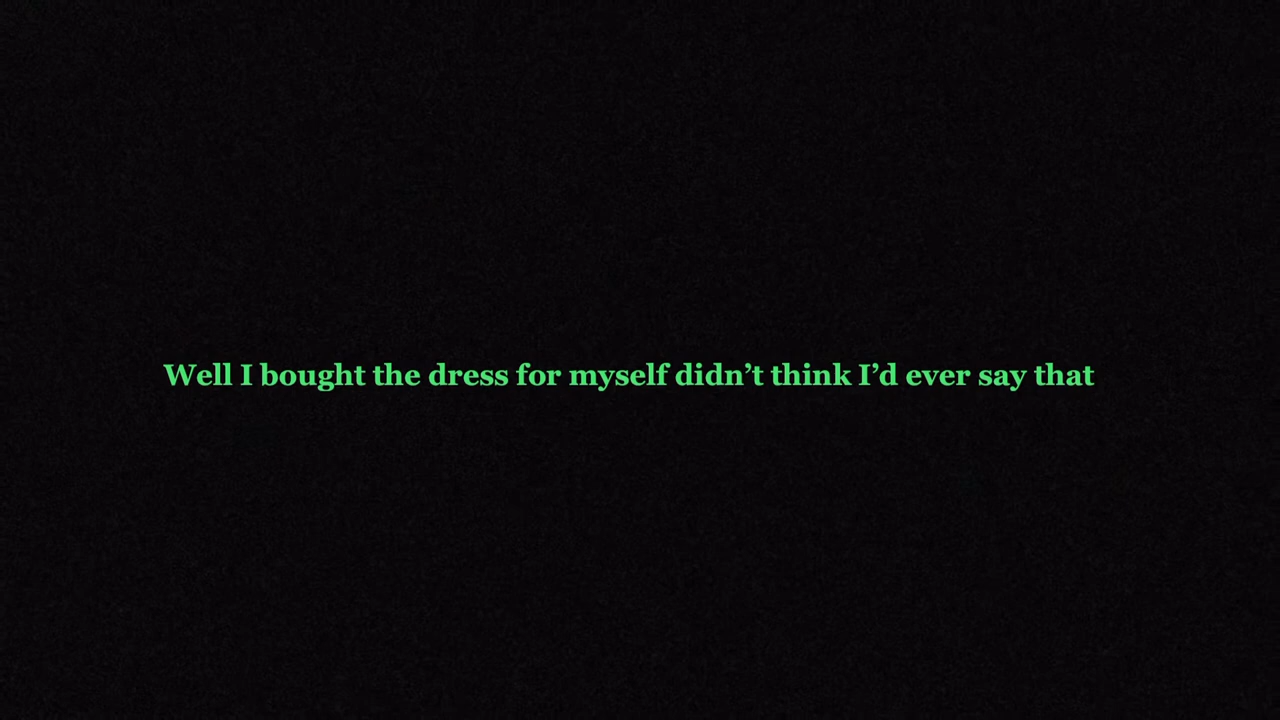 Well I bought the dress for myself didn’t think I’d ever say that